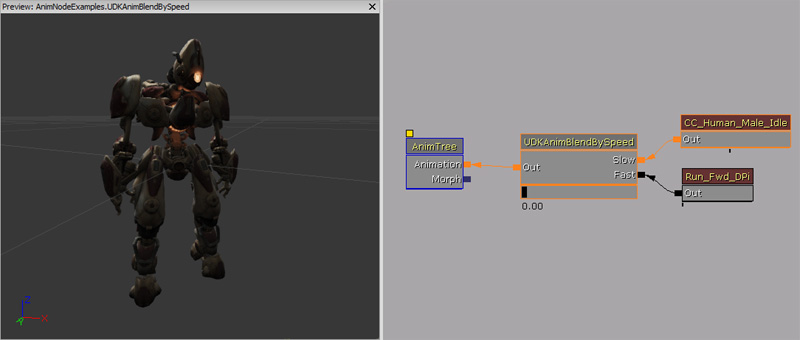 Preview: AnimNodeExamples.UDKAnimBlendBySpeed
Z
X
Y
AnimTree
Animation
Morph
UDKAnimBlendBySpeed
Out
Slow
Fast
0.00
CC_Human_Male_Idle
Out
Run_Fwd_DPi
Out